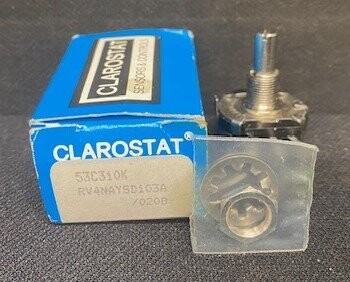 CLAROSTAT
SENSORS & CONTROLS
CLAROSTAT®
53C310K
RV4NAYSD103A
/0208